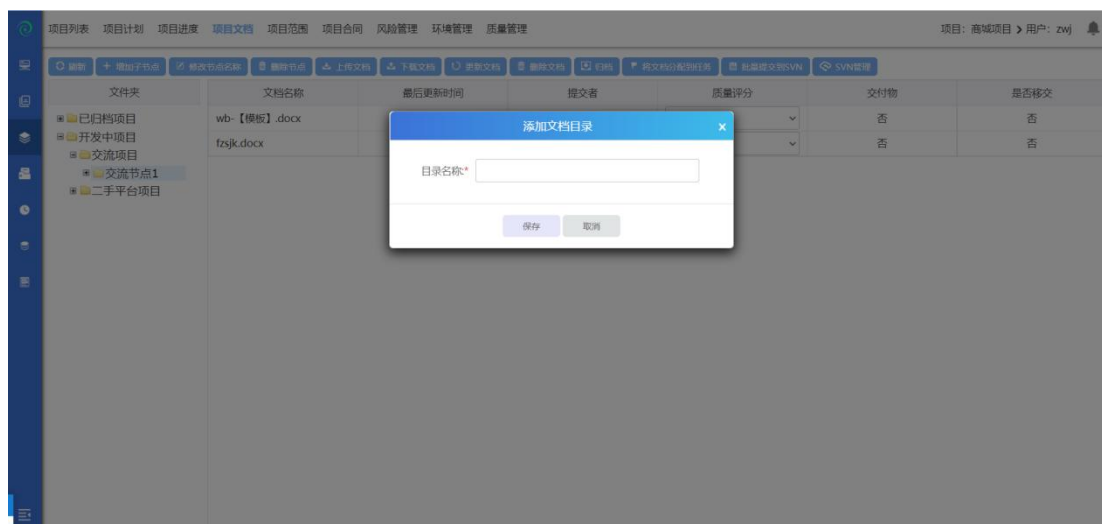 项目列表 项目计划 项目进度 项目文档 项目范围 项目合同 风险管理 环境管理 质量管理 项目：商城项目 > 用户：zwj
刷新 + 增加子节点 修改节点名称 删除节点 上传文档 下载文档 更新文档 删除文档 归档 将文档分配到任务 批量提交到SVN SVN管理
文件夹 文档名称 最后更新时间 提交者 质量评分 交付物 是否移交
已归档项目 wb-【模板】.docx 否 否
开发中项目 fzsjk.docx 否 否
交流项目
交流节点1
二手平台项目
添加文档目录 x
目录名称:*
保存 取消